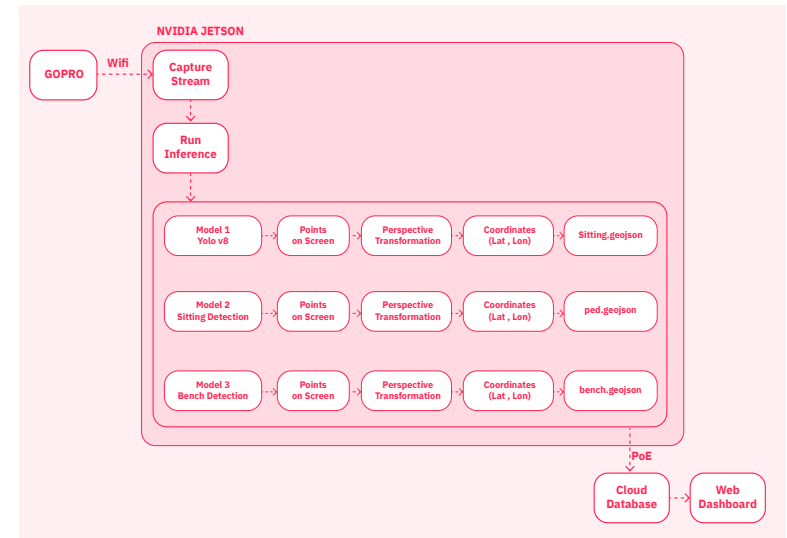 NVIDIA JETSON
GOPRO
Wifi
Capture
Stream
Run
Inference
Model 1
Yolo v8
Points
on Screen
Perspective
Transformation
Coordinates
(Lat , Lon)
Sitting.geojson
Model 2
Sitting Detection
Points
on Screen
Perspective
Transformation
Coordinates
(Lat , Lon)
ped.geojson
Model 3
Bench Detection
Points
on Screen
Perspective
Transformation
Coordinates
(Lat , Lon)
bench.geojson
PoE
Cloud
Database
Web
Dashboard